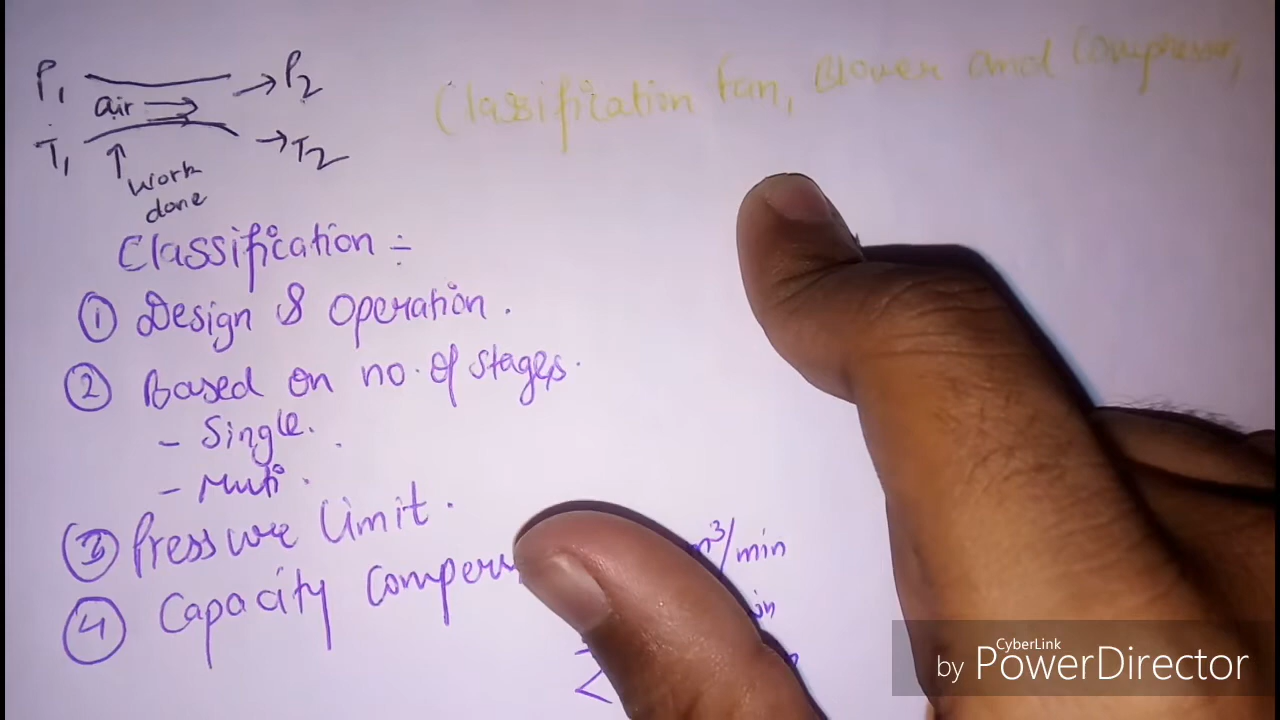 P1 → P2
air
T1 → T2
work
done
Classification Fan, Blower and Compressor,
Classification :-
① Design & Operation.
② Based on no. of stages.
- Single.
- Multi.
③ Pressure limit.
④ Capacity
m³/min
CyberLink
by PowerDirector